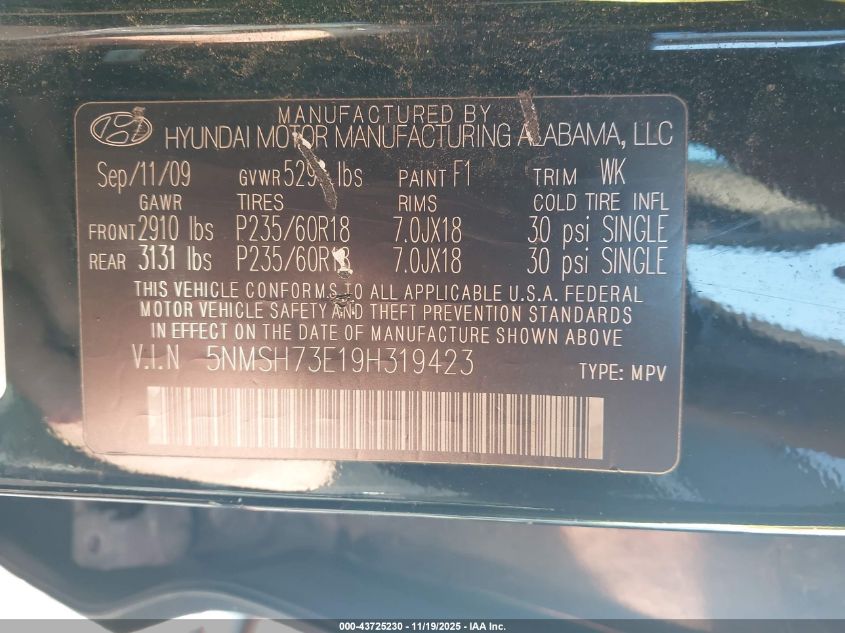 MANUFACTURED BY
HYUNDAI MOTOR MANUFACTURING ALABAMA, LLC
Sep/11/09 GVWR lbs PAINT F1 TRIM WK
GAWR TIRES RIMS COLD TIRE INFL
FRONT 2910 lbs P235/60R18 7.0JX18 30 psi SINGLE
REAR 3131 lbs P235/60R18 7.0JX18 30 psi SINGLE
THIS VEHICLE CONFORMS TO ALL APPLICABLE U.S.A. FEDERAL
MOTOR VEHICLE SAFETY AND THEFT PREVENTION STANDARDS
IN EFFECT ON THE DATE OF MANUFACTURE SHOWN ABOVE
V.I.N 5NMSH73E19H319423 TYPE: MPV
000-43725230 - 11/19/2025 - IAA Inc.